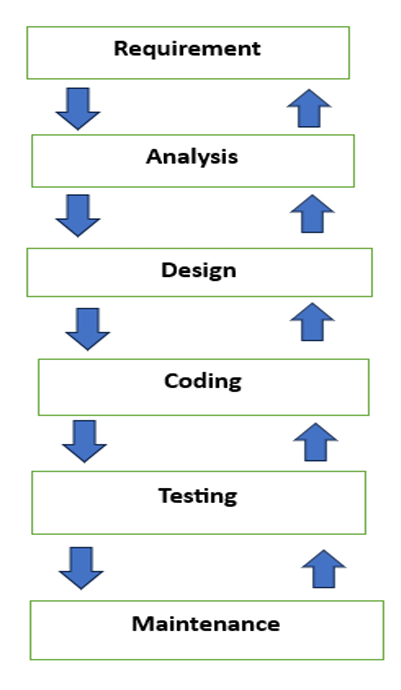 Requirement
Analysis
Design
Coding
Testing
Maintenance